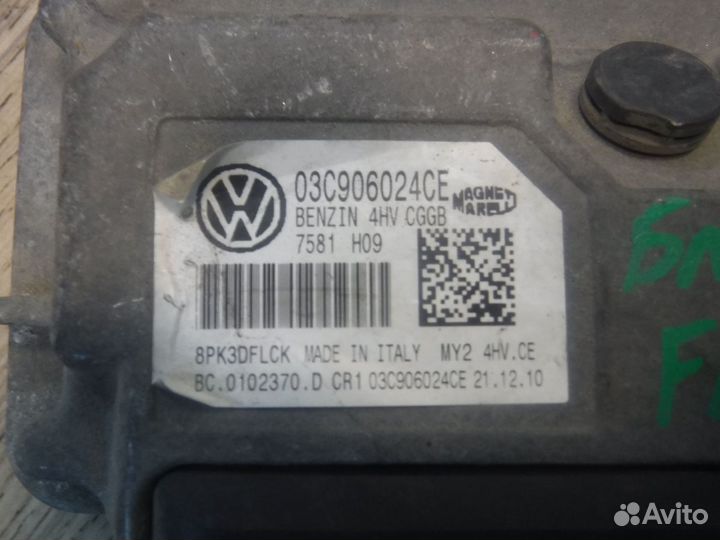 03C906024CE
MAGNETI MARELLI
BENZIN 4HV CGGB
7581 H09
8PK3DFLCK MADE IN ITALY MY2 4HV.CE
BC.0102370.D CR1 03C906024CE 21.12.10
Avito